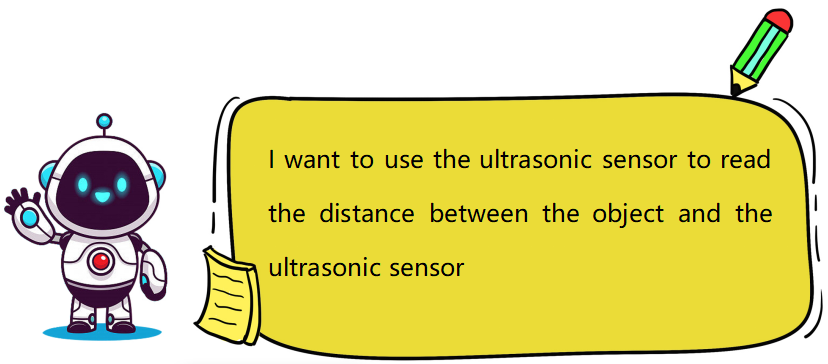 I want to use the ultrasonic sensor to read
the distance between the object and the
ultrasonic sensor